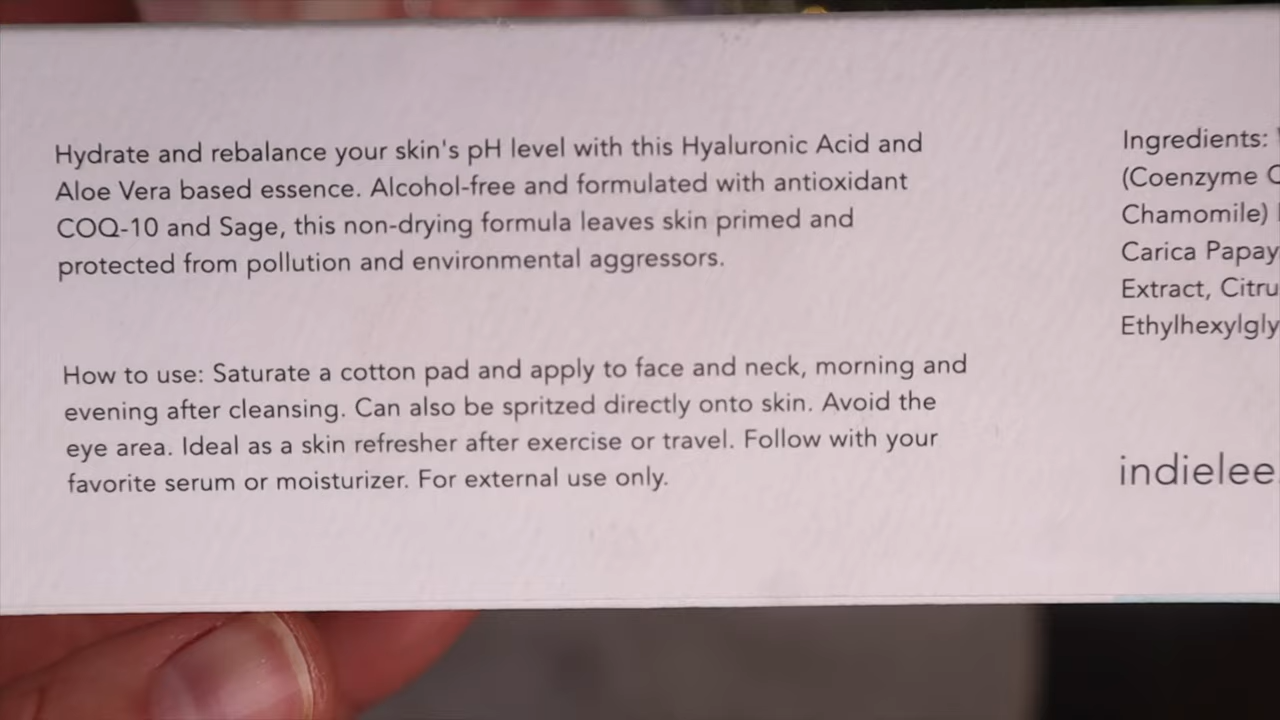 Hydrate and rebalance your skin's pH level with this Hyaluronic Acid and
Aloe Vera based essence. Alcohol-free and formulated with antioxidant
COQ-10 and Sage, this non-drying formula leaves skin primed and
protected from pollution and environmental aggressors.
How to use: Saturate a cotton pad and apply to face and neck, morning and
evening after cleansing. Can also be spritzed directly onto skin. Avoid the
eye area. Ideal as a skin refresher after exercise or travel. Follow with your
favorite serum or moisturizer. For external use only.
Ingredients:
(Coenzyme
Chamomile)
Carica Papay
Extract, Citru
Ethylhexylgly
indielee